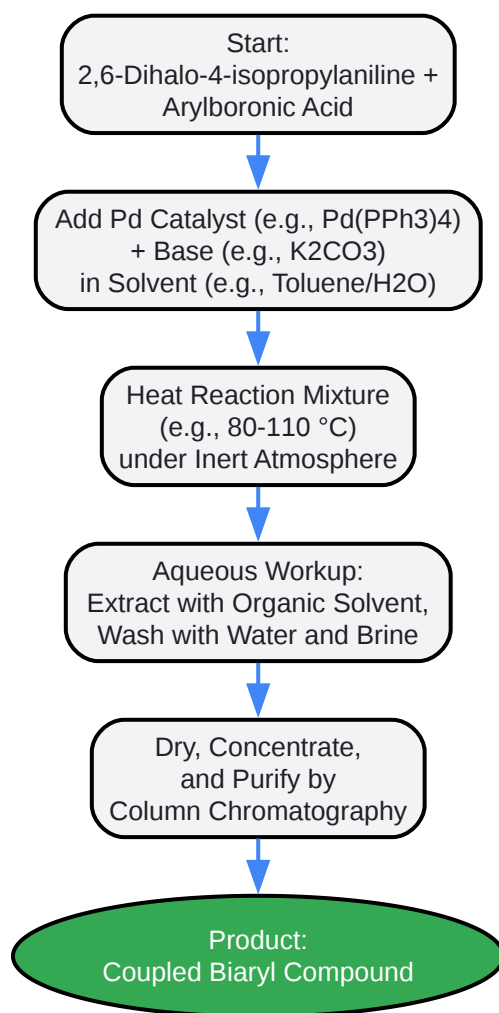 Start:
2,6-Dihalo-4-isopropylaniline +
Arylboronic Acid
Add Pd Catalyst (e.g., Pd(PPh3)4)
+ Base (e.g., K2CO3)
in Solvent (e.g., Toluene/H2O)
Heat Reaction Mixture
(e.g., 80-110 °C)
under Inert Atmosphere
Aqueous Workup:
Extract with Organic Solvent,
Wash with Water and Brine
Dry, Concentrate,
and Purify by
Column Chromatography
Product:
Coupled Biaryl Compound